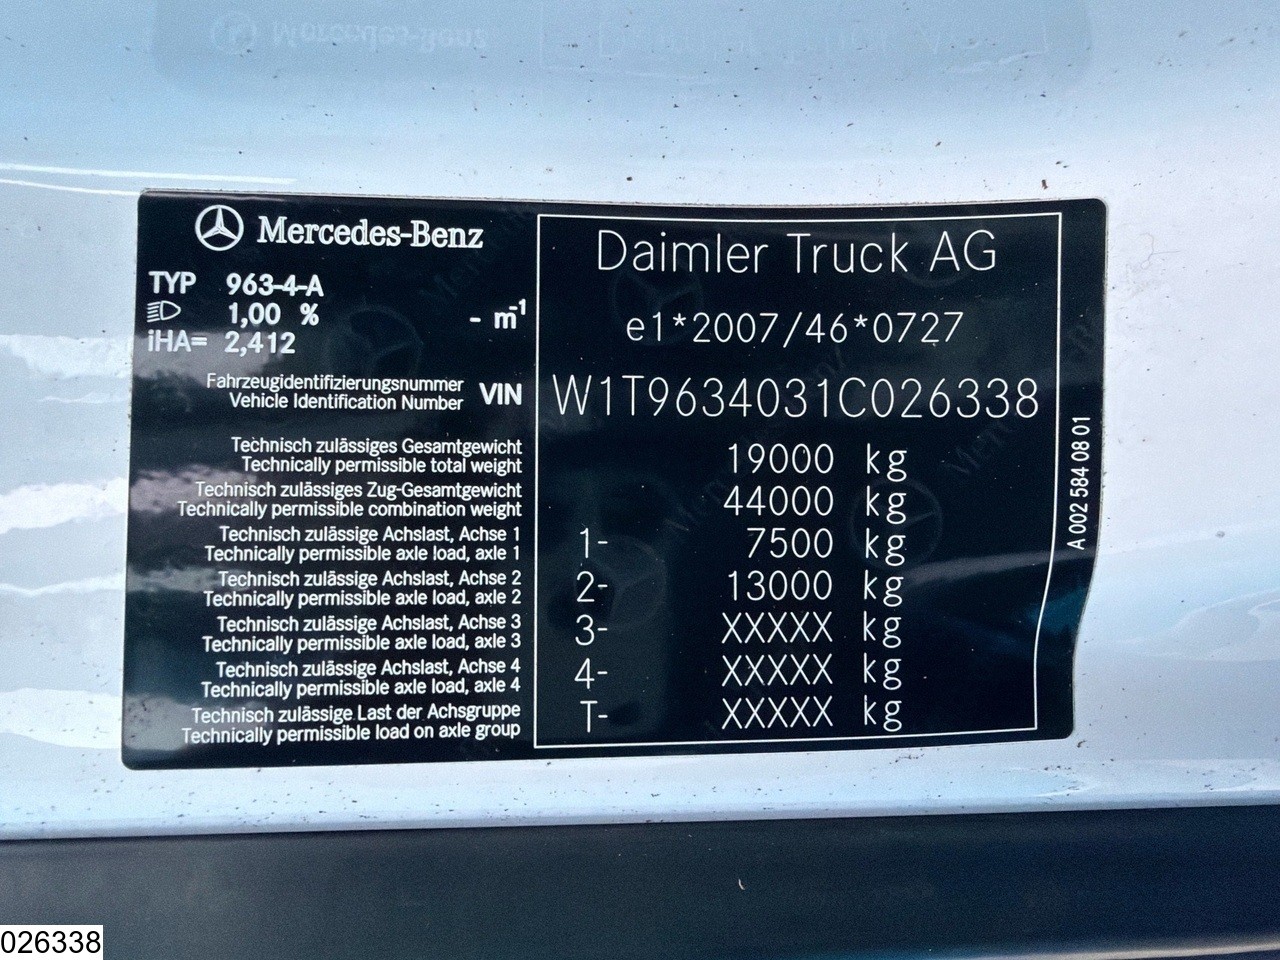 Mercedes-Benz
TYP 963-4-A
1,00 % - m⁻¹
iHA= 2,412
Daimler Truck AG
e1*2007/46*0727
Fahrzeugidentifizierungsnummer
Vehicle Identification Number VIN W1T9634031C026338
Technisch zulässiges Gesamtgewicht
Technically permissible total weight 19000 kg
Technisch zulässiges Zug-Gesamtgewicht
Technically permissible combination weight 44000 kg
Technisch zulässige Achslast, Achse 1
Technically permissible axle load, axle 1 1- 7500 kg
Technisch zulässige Achslast, Achse 2
Technically permissible axle load, axle 2 2- 13000 kg
Technisch zulässige Achslast, Achse 3
Technically permissible axle load, axle 3 3- XXXXX kg
Technisch zulässige Achslast, Achse 4
Technically permissible axle load, axle 4 4- XXXXX kg
Technisch zulässige Last der Achsgruppe
Technically permissible load on axle group T- XXXXX kg
A 002 584 08 01
026338